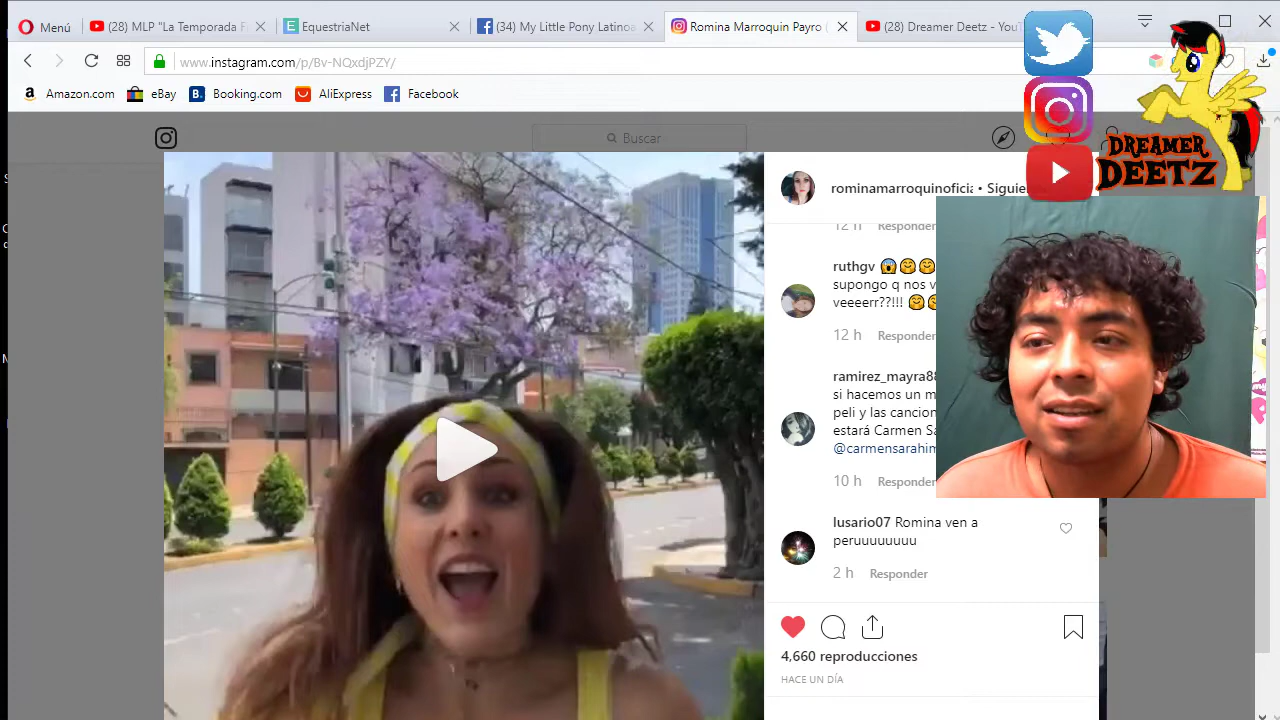 Menú
(28) MLP "La Temporada F
EquestriaNet
(34) My Little Pony Latinoa
Romina Marroquin Payro (
(28) Dreamer Deetz - YouT
www.instagram.com/p/Bv-NQxdjPZY/
Amazon.com
eBay
Booking.com
Facebook
Buscar
DREAMER
DEETZ
rominamarroquinoficia • Siguie
12 h Responder
ruthgv
supongo q nos v
veeeerr??!!!
12 h Responder
ramirez_mayra88
si hacemos un m
peli y las cancion
estará Carmen Sa
@carmensarahim
10 h Responder
lusario07 Romina ven a
peruuuuuuuu
2 h Responder
4,660 reproducciones
HACE UN DÍA